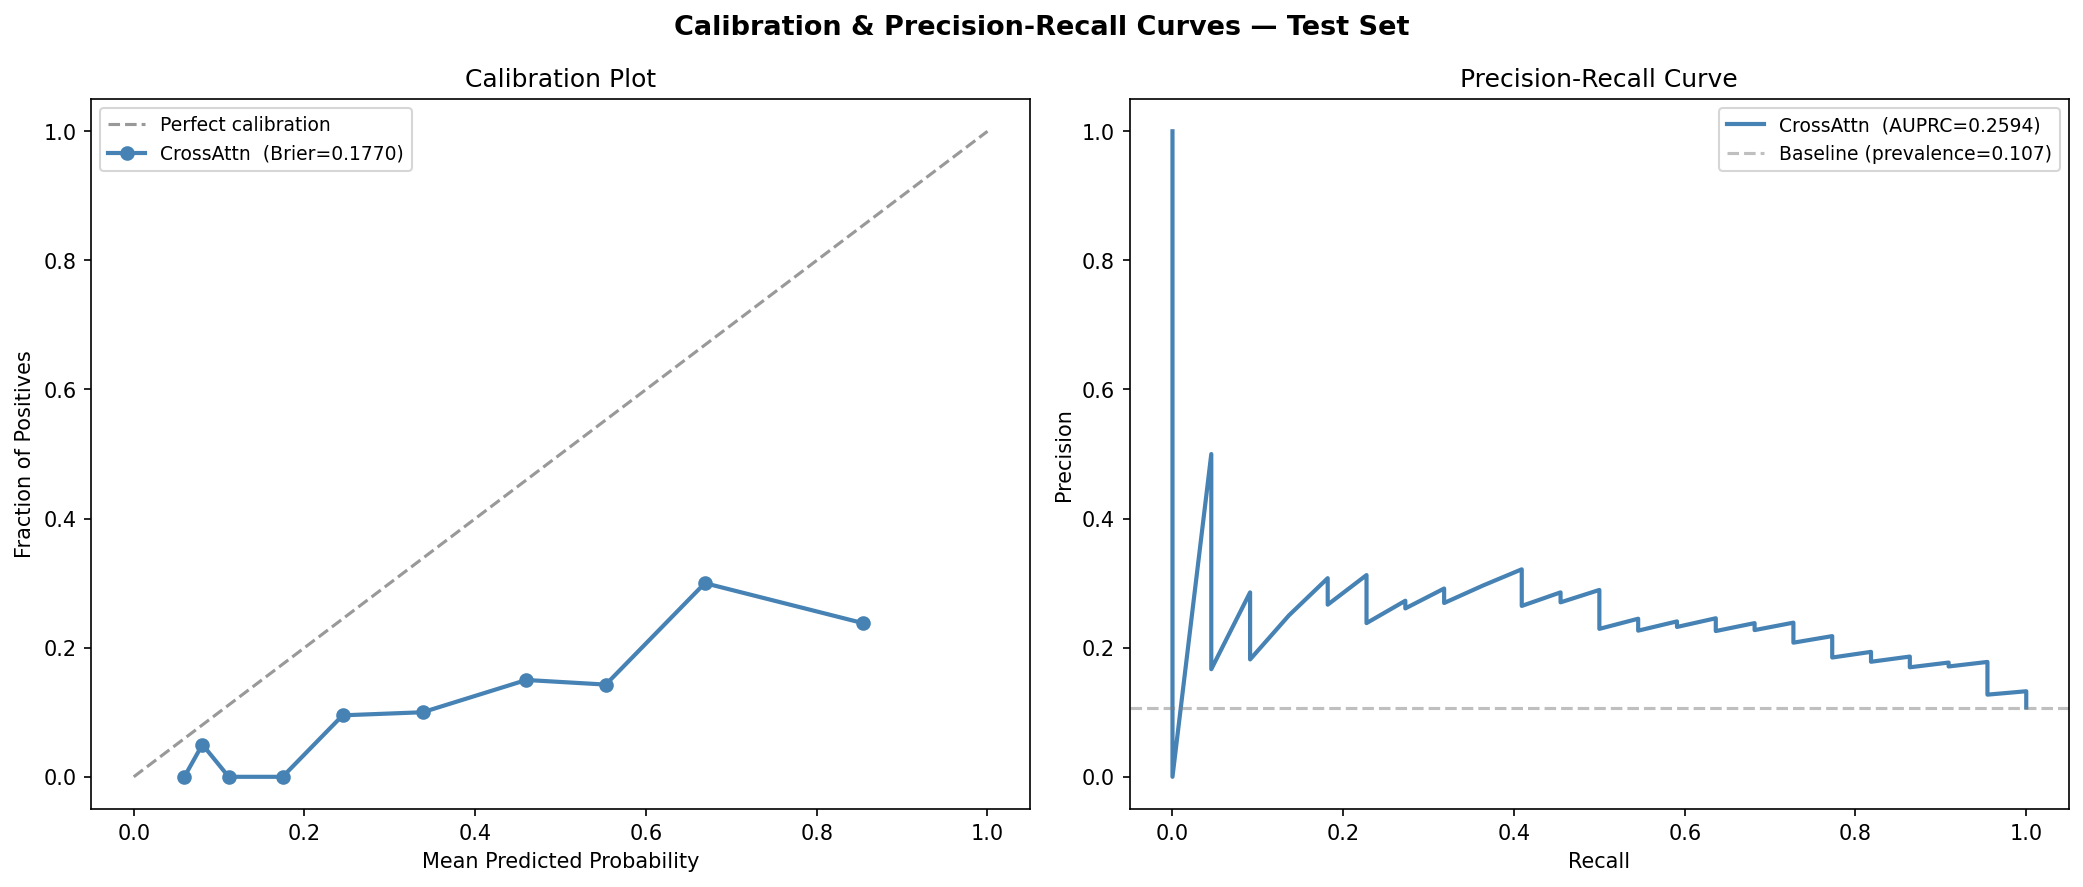 Calibration & Precision-Recall Curves — Test Set
Calibration Plot
Perfect calibration
CrossAttn (Brier=0.1770)
Fraction of Positives
1.0
0.8
0.6
0.4
0.2
0.0
0.0 0.2 0.4 0.6 0.8 1.0
Mean Predicted Probability
Precision-Recall Curve
CrossAttn (AUPRC=0.2594)
Baseline (prevalence=0.107)
Precision
1.0
0.8
0.6
0.4
0.2
0.0
0.0 0.2 0.4 0.6 0.8 1.0
Recall